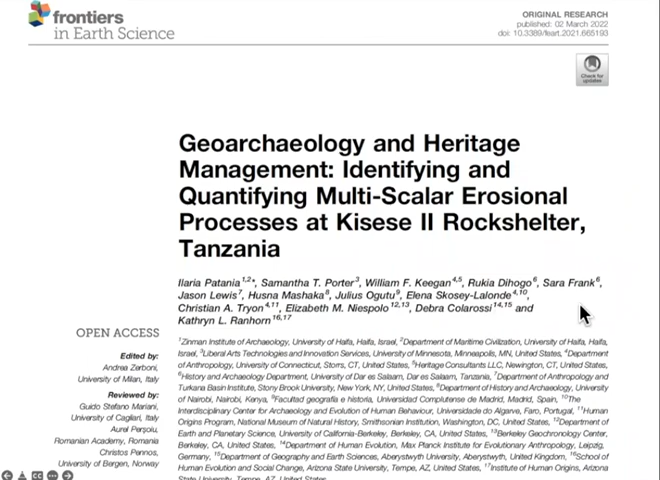 frontiers
in Earth Science
ORIGINAL RESEARCH
published: 02 March 2022
doi: 10.3389/feart.2021.665193
Check for
updates
Geoarchaeology and Heritage
Management: Identifying and
Quantifying Multi-Scalar Erosional
Processes at Kisese II Rockshelter,
Tanzania
Ilaria Patania1,2*, Samantha T. Porter3, William F. Keegan4,5, Rukia Dihogo6, Sara Frank6,
Jason Lewis7, Husna Mashaka8, Julius Ogutu9, Elena Skosey-Lalonde4,10,
Christian A. Tryon4,11, Elizabeth M. Niespolo12,13, Debra Colarossi14,15 and
Kathryn L. Ranhorn16,17
OPEN ACCESS
Edited by:
Andrea Zerboni,
University of Milan, Italy
Reviewed by:
Guido Stefano Mariani,
University of Cagliari, Italy
Aurel Perşoiu,
Romanian Academy, Romania
Christos Pennos,
University of Bergen, Norway
1Zinman Institute of Archaeology, University of Haifa, Haifa, Israel, 2Department of Maritime Civilization, University of Haifa, Haifa,
Israel, 3Liberal Arts Technologies and Innovation Services, University of Minnesota, Minneapolis, MN, United States, 4Department
of Anthropology, University of Connecticut, Storrs, CT, United States, 5Heritage Consultants LLC, Newington, CT, United States,
6History and Archaeology Department, University of Dar es Salaam, Dar es Salaam, Tanzania, 7Department of Anthropology and
Turkana Basin Institute, Stony Brook University, New York, NY, United States, 8Department of History and Archaeology, University
of Nairobi, Nairobi, Kenya, 9Facultad geografía e historia, Universidad Complutense de Madrid, Madrid, Spain, 10The
Interdisciplinary Center for Archaeology and Evolution of Human Behaviour, Universidade do Algarve, Faro, Portugal, 11Human
Origins Program, National Museum of Natural History, Smithsonian Institution, Washington, DC, United States, 12Department of
Earth and Planetary Science, University of California-Berkeley, Berkeley, CA, United States, 13Berkeley Geochronology Center,
Berkeley, CA, United States, 14Department of Human Evolution, Max Planck Institute for Evolutionary Anthropology, Leipzig,
Germany, 15Department of Geography and Earth Sciences, Aberystwyth University, Aberystwyth, United Kingdom, 16School of
Human Evolution and Social Change, Arizona State University, Tempe, AZ, United States, 17Institute of Human Origins, Arizona
State University, Tempe, AZ, United States